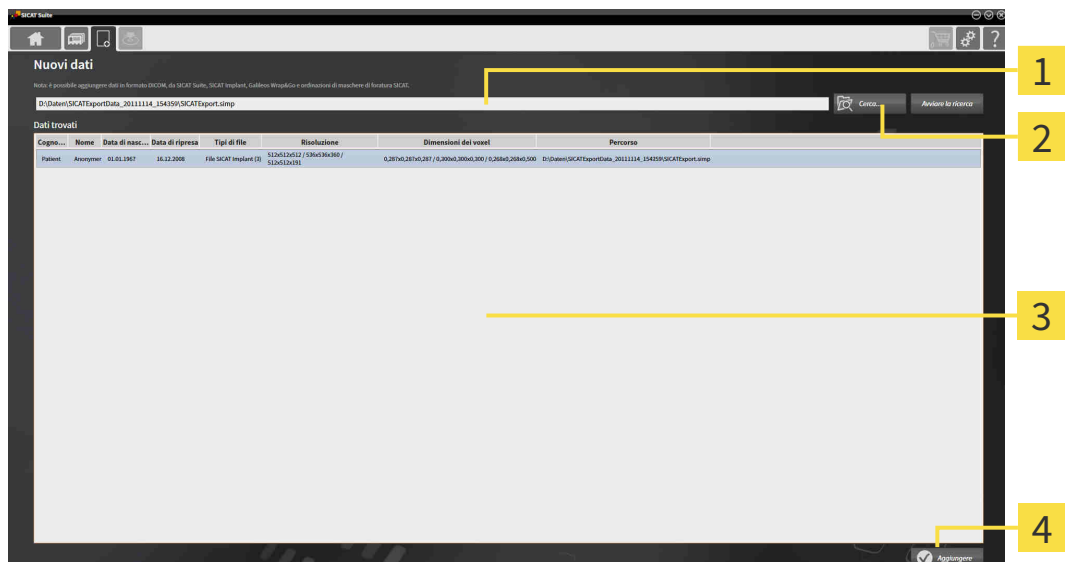 SICAT Suite
?
Nuovi dati
Nota: è possibile aggiungere dati in formato DICOM, da SICAT Suite, SICAT Implant, Galileos Wrap&Go e ordinazioni di maschere di foratura SICAT.
D:\Daten\SICATExportData_20111114_154359\SICATExport.simp
Cerca... Avviare la ricerca
Dati trovati
Cogno... Nome Data di nasc... Data di ripresa Tipi di file Risoluzione Dimensioni dei voxel Percorso
Patient Anonymer 01.01.1967 16.12.2008 File SICAT Implant (3) 512x512x512 / 536x536x360 / 0,287x0,287x0,287 / 0,300x0,300x0,300 / 0,268x0,268x0,500 D:\Daten\SICATExportData_20111114_154359\SICATExport.simp
512x512x191
Aggiungere
1
2
3
4